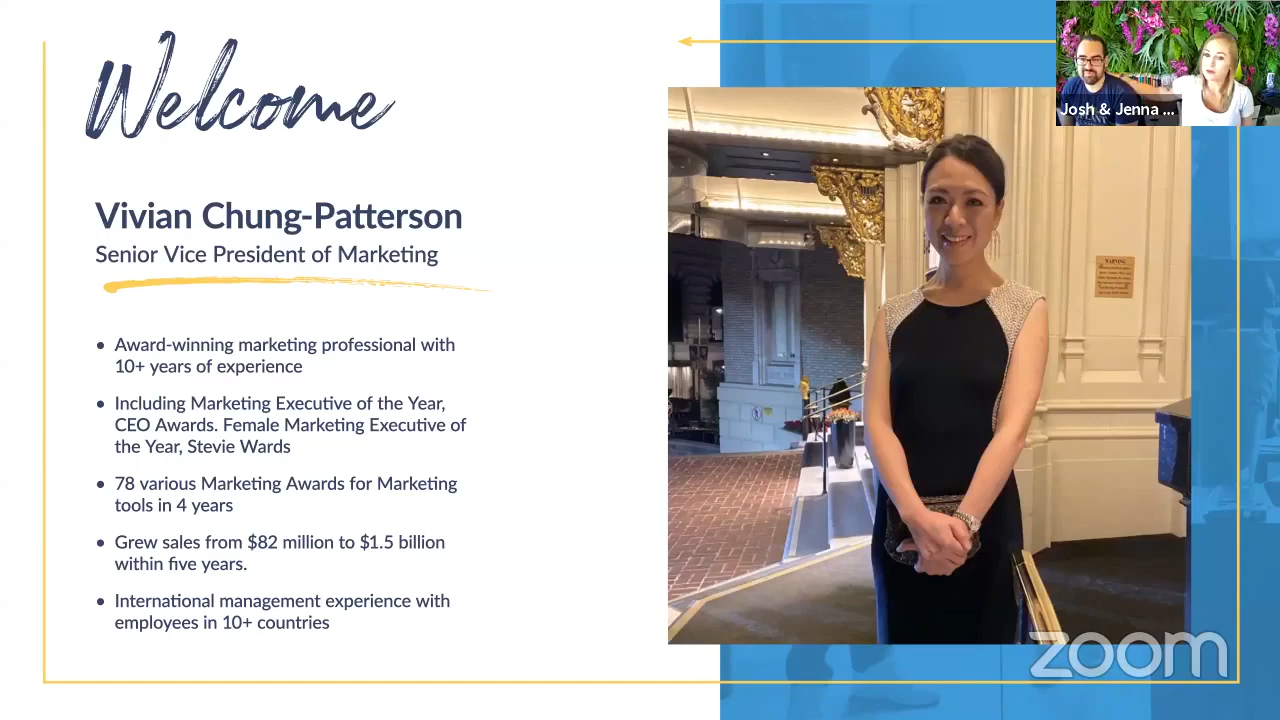 Welcome
Josh & Jenna ...
Vivian Chung-Patterson
Senior Vice President of Marketing
• Award-winning marketing professional with
10+ years of experience
• Including Marketing Executive of the Year,
CEO Awards. Female Marketing Executive of
the Year, Stevie Wards
• 78 various Marketing Awards for Marketing
tools in 4 years
• Grew sales from $82 million to $1.5 billion
within five years.
• International management experience with
employees in 10+ countries
WARNING
zoom